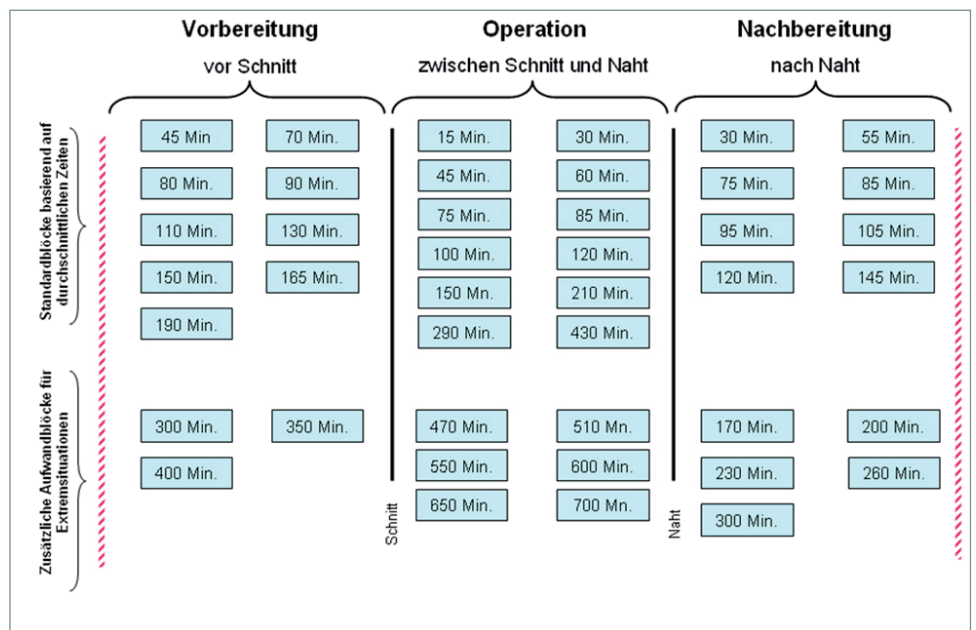 Vorbereitung
vor Schnitt
Operation
zwischen Schnitt und Naht
Nachbereitung
nach Naht
Standardblöcke basierend auf
durchschnittlichen Zeiten
45 Min
70 Min.
80 Min.
90 Min.
110 Min.
130 Min.
150 Min.
165 Min.
190 Min.
15 Min.
30 Min.
45 Min.
60 Min.
75 Min.
85 Min.
100 Min.
120 Min.
150 Mn.
210 Min.
290 Min.
430 Min.
30 Min.
55 Min.
75 Min.
85 Min.
95 Min.
105 Min.
120 Min.
145 Min.
Zusätzliche Aufwandblöcke für
Extremsituationen
300 Min.
350 Min.
400 Min.
Schnitt
470 Min.
510 Mn.
550 Min.
600 Min.
650 Min.
700 Mn.
Naht
170 Min.
200 Min.
230 Min.
260 Min.
300 Min.